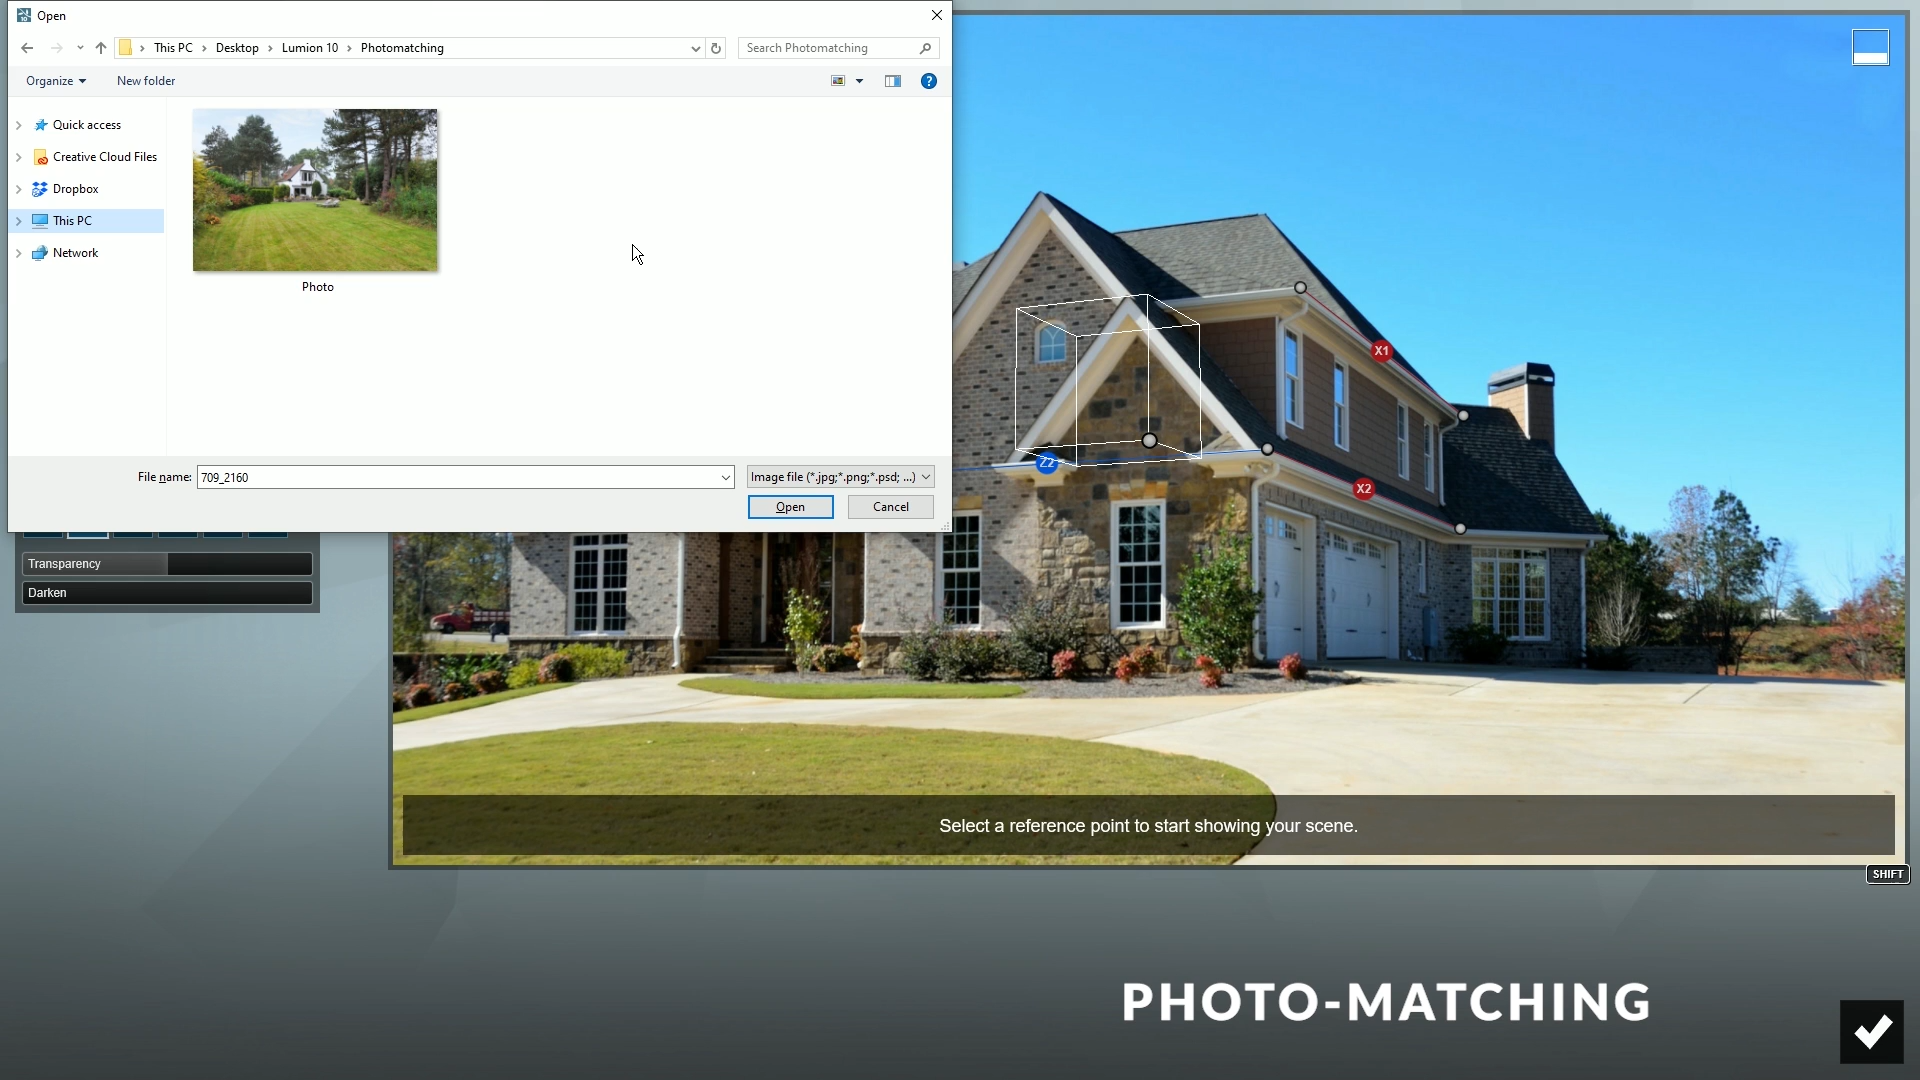 Open
This PC
Desktop
Lumion 10
Photomatching
Search Photomatching
Organize
New folder
Quick access
Creative Cloud Files
Dropbox
This PC
Network
Photo
File name:
709_2160
Image file (*.jpg;*.png;*.psd; ...)
Open
Cancel
Transparency
Darken
X1
Z2
X2
Select a reference point to start showing your scene.
SHIFT
PHOTO-MATCHING